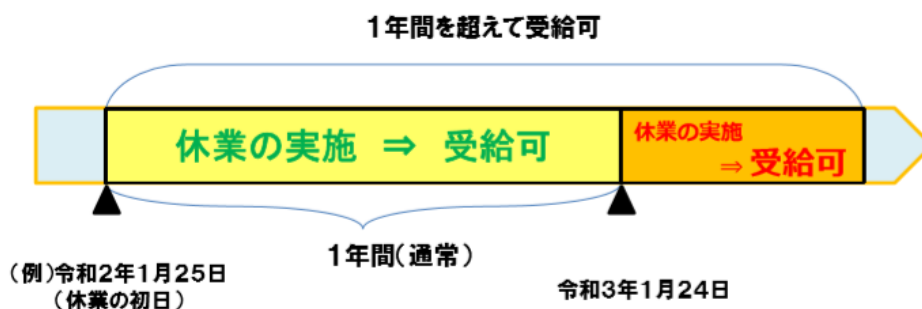 1年間を超えて受給可
休業の実施 ⇒ 受給可
休業の実施
⇒ 受給可
1年間(通常)
(例)令和2年1月25日
(休業の初日)
令和3年1月24日